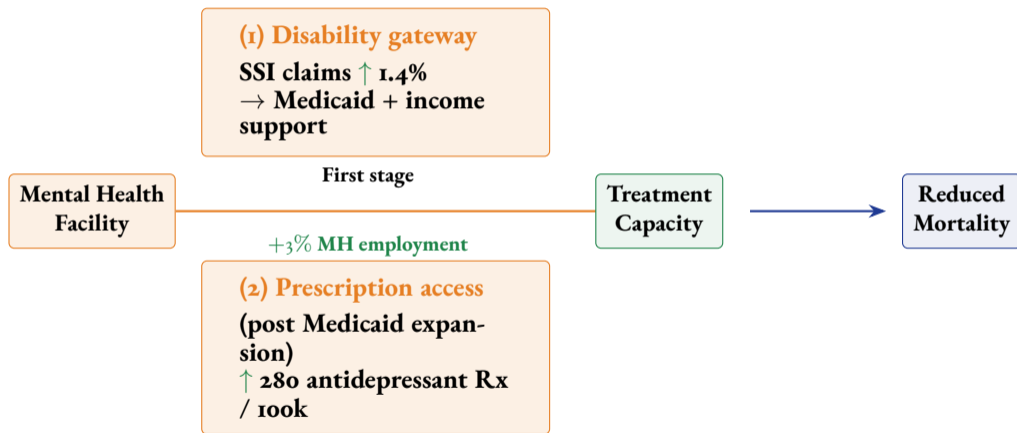 (1) Disability gateway
SSI claims ↑ 1.4%
→ Medicaid + income
support
First stage
Mental Health
Facility
Treatment
Capacity
Reduced
Mortality
+3% MH employment
(2) Prescription access
(post Medicaid expan-
sion)
↑ 280 antidepressant Rx
/ 100k